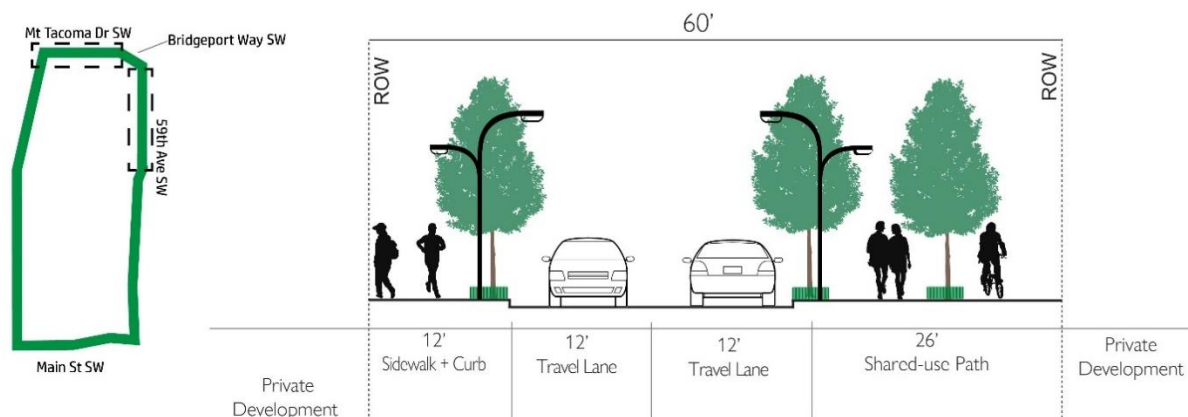 Mt Tacoma Dr SW
Bridgeport Way SW
59th Ave SW
Main St SW
60'
ROW
ROW
12'
Sidewalk + Curb
12'
Travel Lane
12'
Travel Lane
26'
Shared-use Path
Private
Development
Private
Development